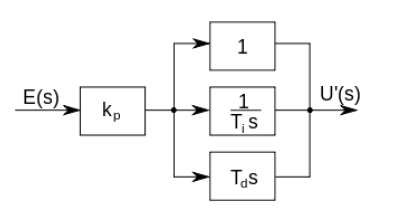 1
E(s)
k_p
1
T_i s
U'(s)
T_d s